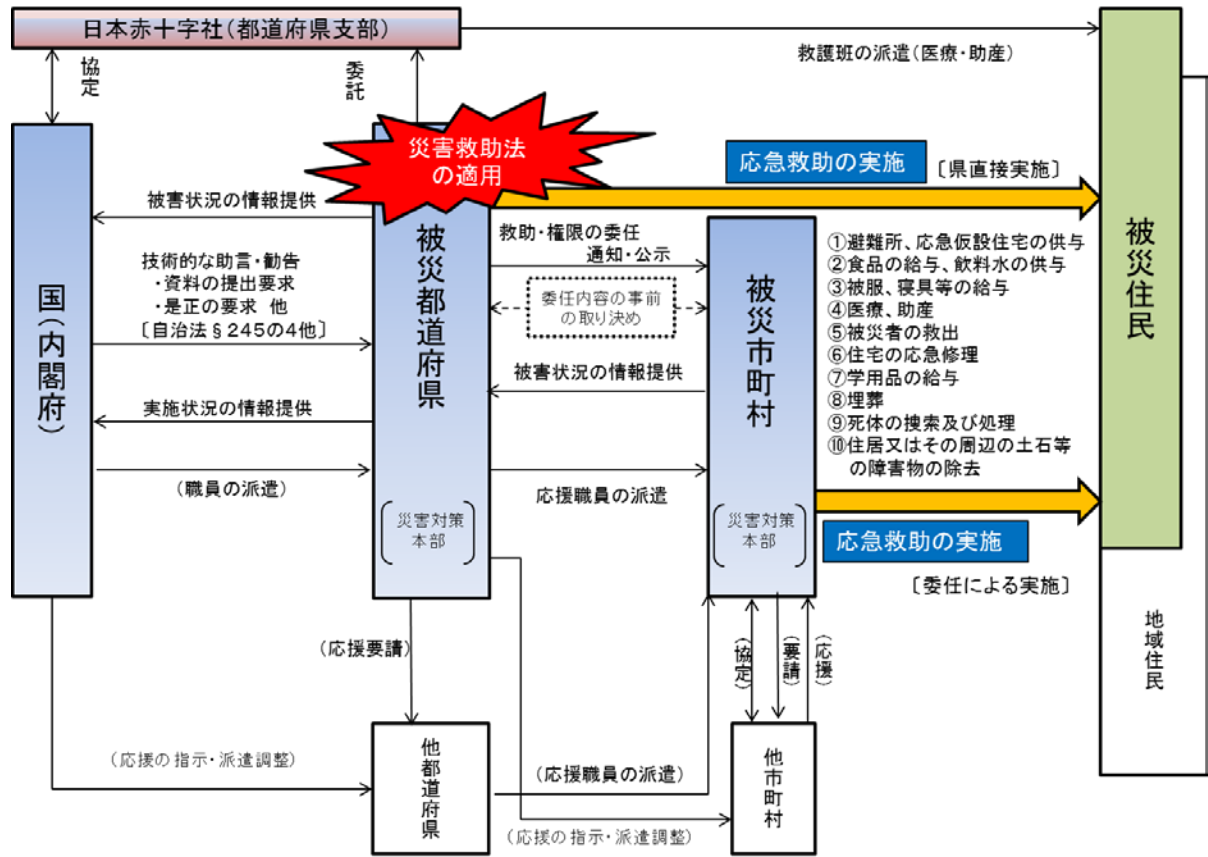 日本赤十字社(都道府県支部)
救護班の派遣(医療・助産)
協定
委託
災害救助法
の適用
応急救助の実施
[県直接実施]
被害状況の情報提供
技術的な助言・勧告
・資料の提出要求
・是正の要求 他
[自治法§245の4他]
実施状況の情報提供
(職員の派遣)
国(内閣府)
被災都道府県
災害対策
本部
救助・権限の委任
通知・公示
委任内容の事前
の取り決め
被害状況の情報提供
応援職員の派遣
被災市町村
災害対策
本部
①避難所、応急仮設住宅の供与
②食品の給与、飲料水の供与
③被服、寝具等の給与
④医療、助産
⑤被災者の救出
⑥住宅の応急修理
⑦学用品の給与
⑧埋葬
⑨死体の捜索及び処理
⑩住居又はその周辺の土石等
の障害物の除去
応急救助の実施
[委任による実施]
被災住民
地域住民
(応援要請)
(協定)
(要請)
(応援)
(応援の指示・派遣調整)
他都道府県
(応援職員の派遣)
(応援の指示・派遣調整)
他市町村